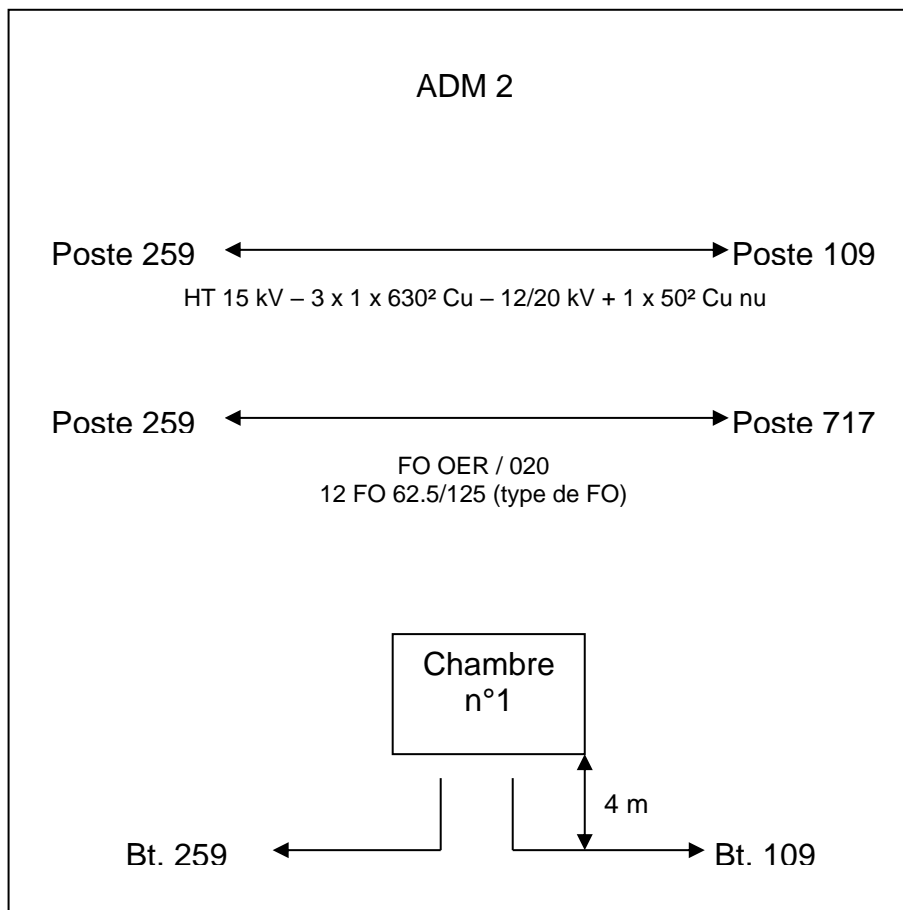 ADM 2
Poste 259 Poste 109
HT 15 kV – 3 x 1 x 630² Cu – 12/20 kV + 1 x 50² Cu nu
Poste 259 Poste 717
FO OER / 020
12 FO 62.5/125 (type de FO)
Chambre
n°1
4 m
Bt. 259 Bt. 109